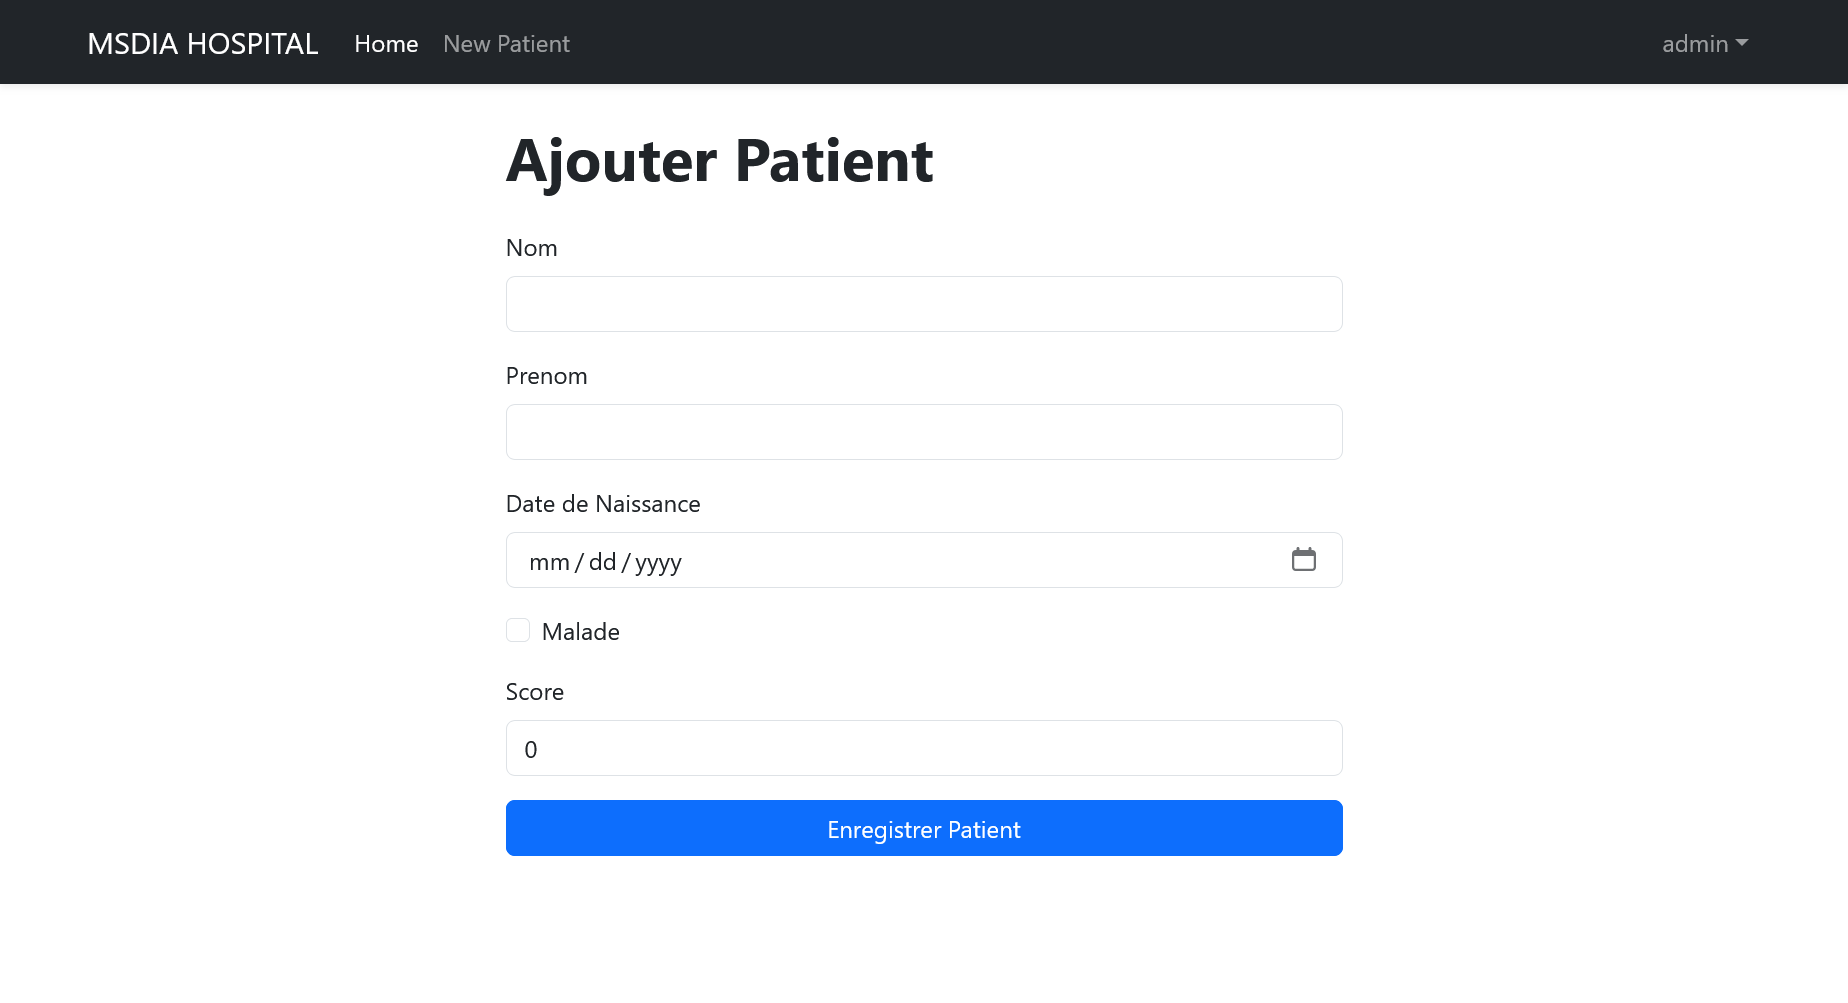 MSDIA HOSPITAL Home New Patient admin
Ajouter Patient
Nom
Prenom
Date de Naissance
mm/dd/yyyy
Malade
Score
0
Enregistrer Patient